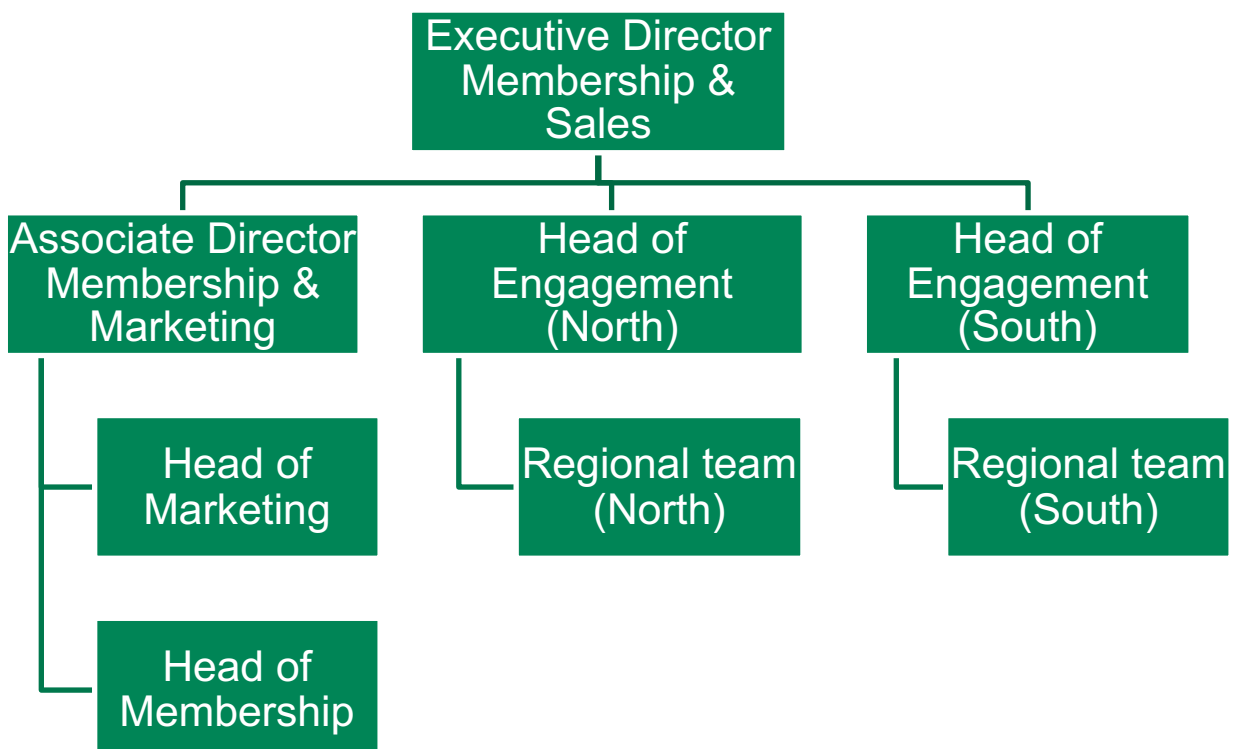 Executive Director
Membership &
Sales
Associate Director
Membership &
Marketing
Head of
Engagement
(North)
Head of
Engagement
(South)
Head of
Marketing
Regional team
(North)
Regional team
(South)
Head of
Membership